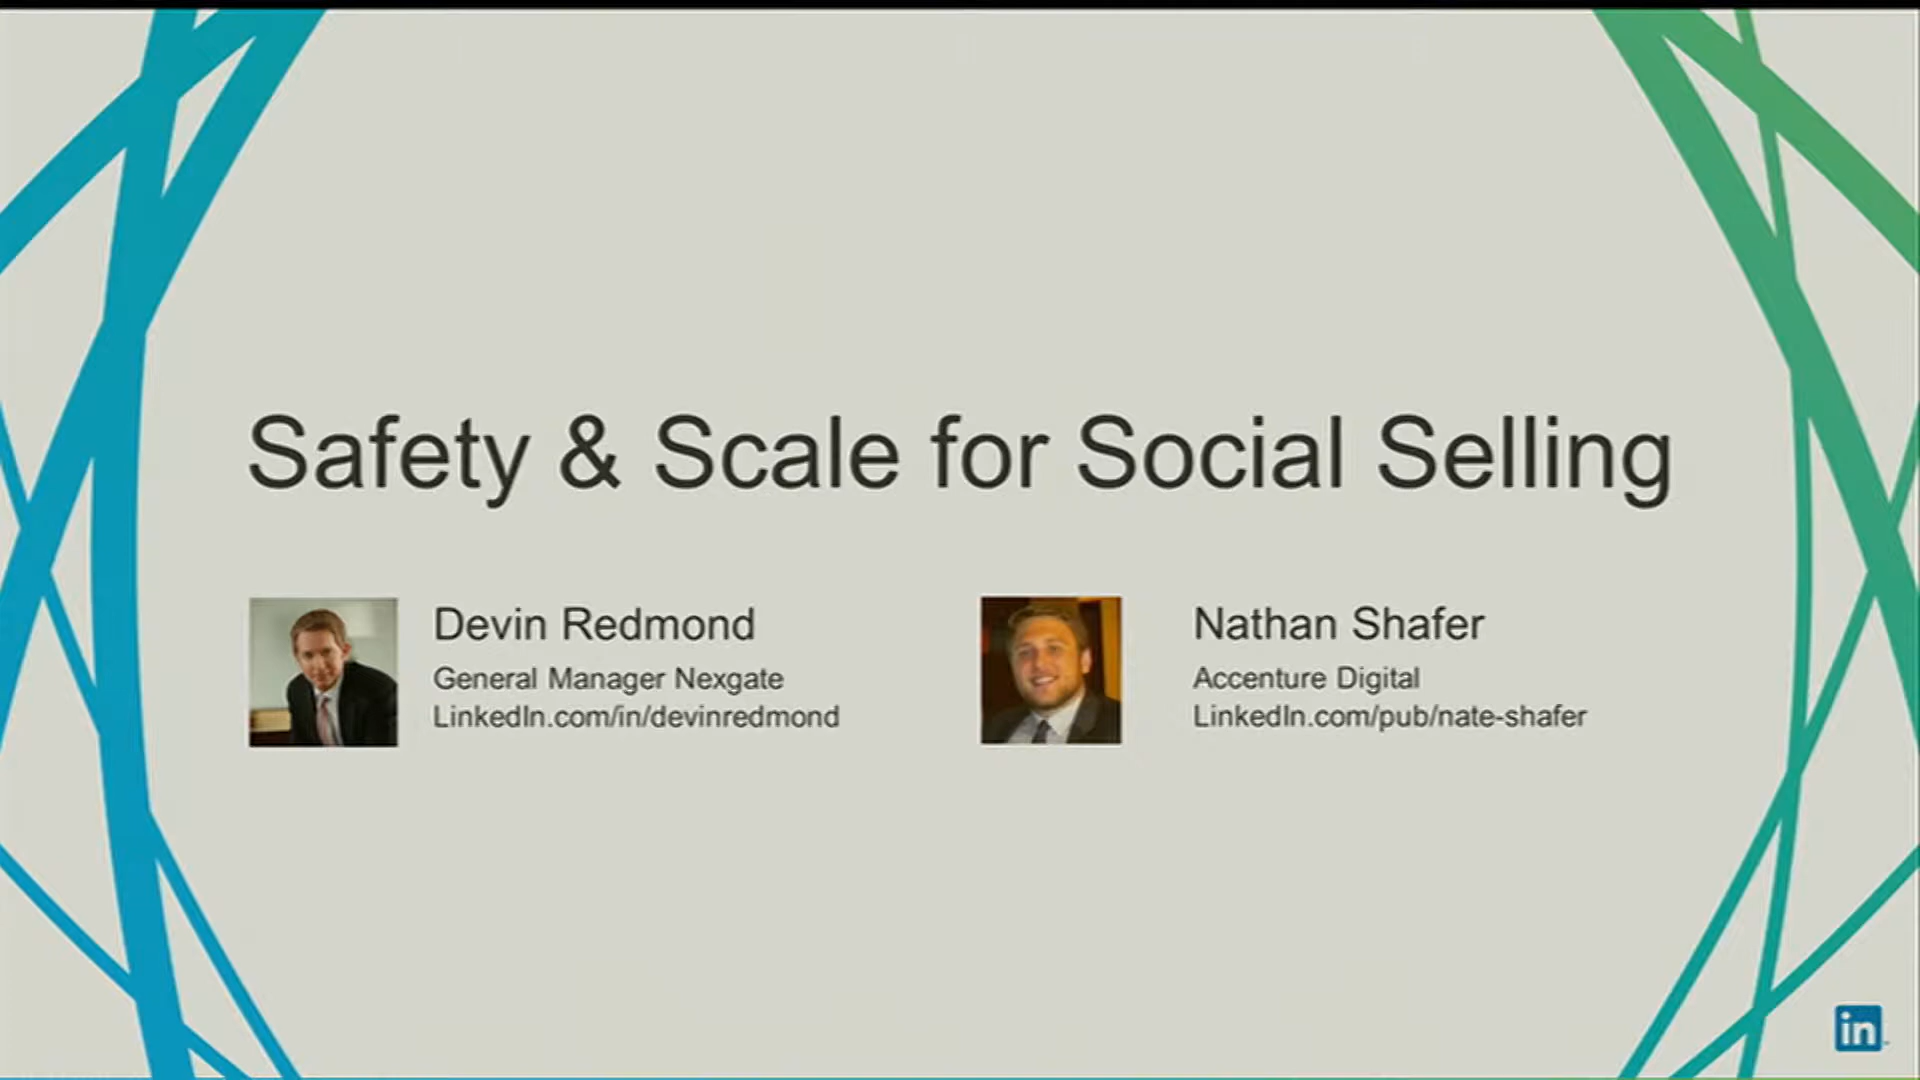 Safety & Scale for Social Selling
Devin Redmond
General Manager Nexgate
LinkedIn.com/in/devinredmond
Nathan Shafer
Accenture Digital
LinkedIn.com/pub/nate-shafer
in